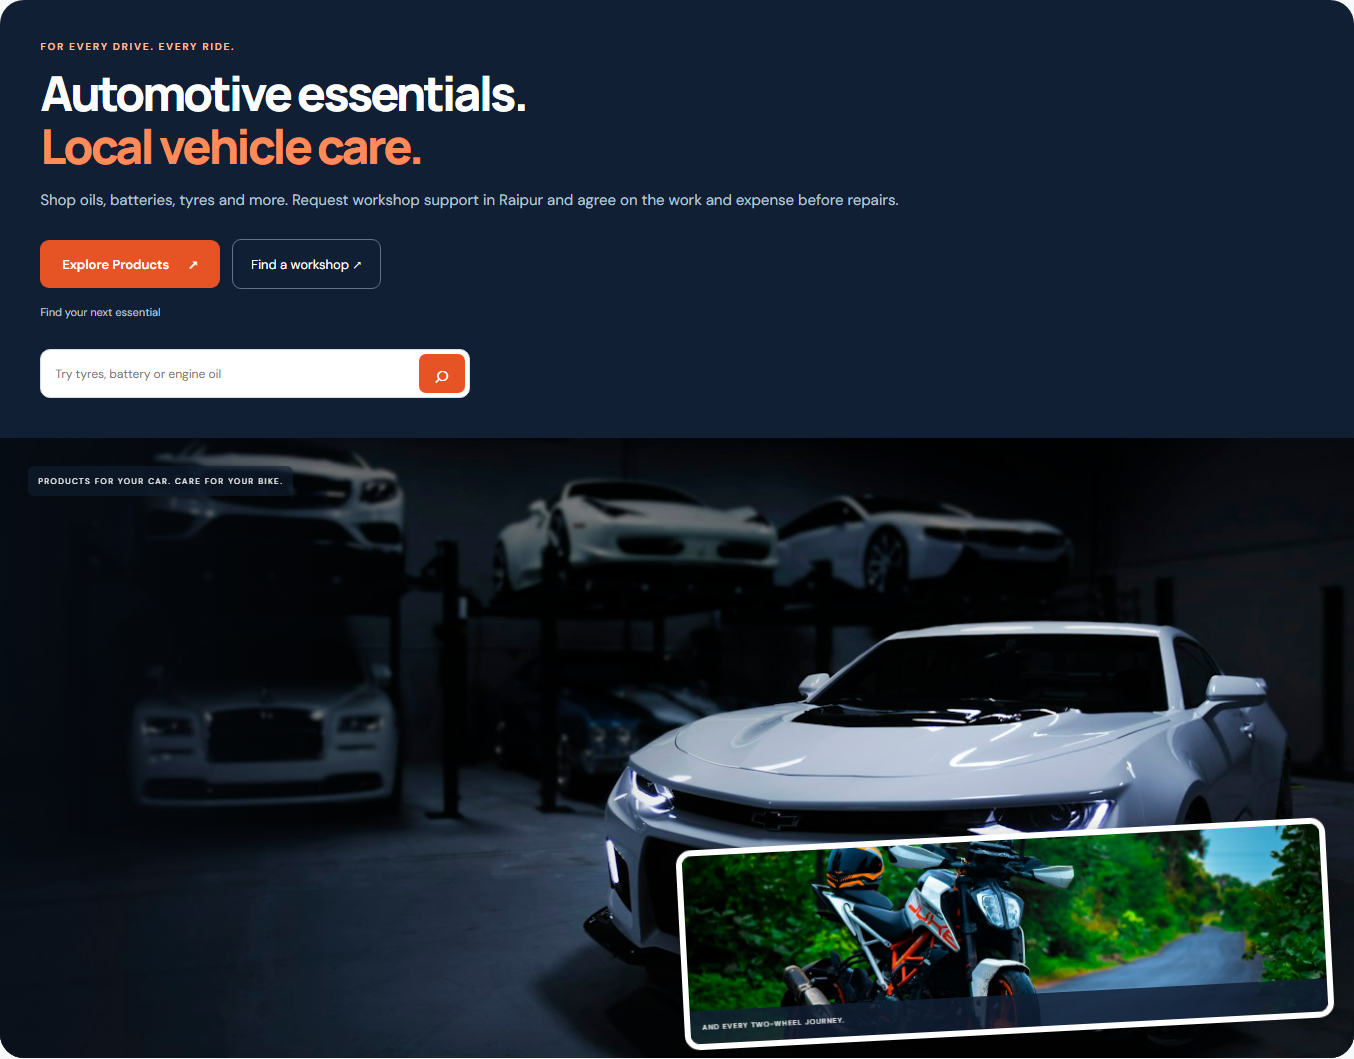 FOR EVERY DRIVE. EVERY RIDE.
Automotive essentials.
Local vehicle care.
Shop oils, batteries, tyres and more. Request workshop support in Raipur and agree on the work and expense before repairs.
Explore Products ↗
Find a workshop ↗
Find your next essential
Try tyres, battery or engine oil
PRODUCTS FOR YOUR CAR. CARE FOR YOUR BIKE.
DUKE
AND EVERY TWO-WHEEL JOURNEY.